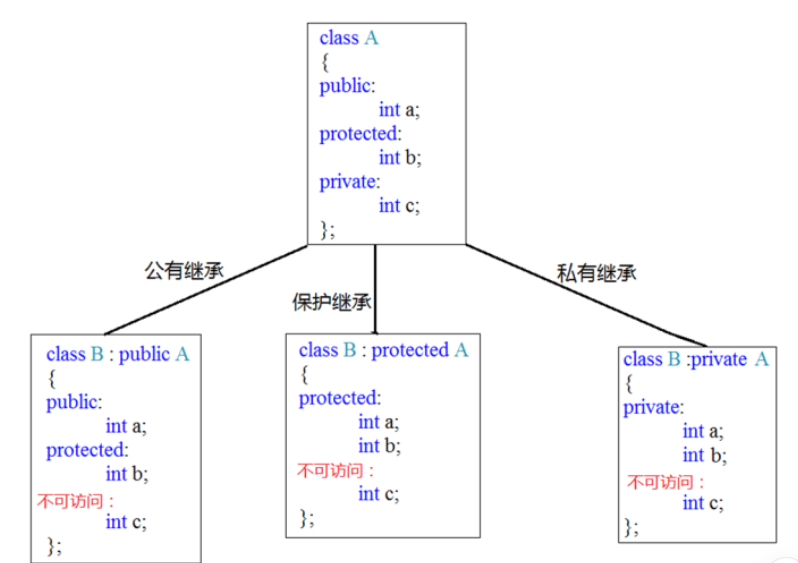 class A
{
public:
int a;
protected:
int b;
private:
int c;
};
公有继承
保护继承
私有继承
class B : public A
{
public:
int a;
protected:
int b;
不可访问：
int c;
};
class B : protected A
{
protected:
int a;
int b;
不可访问：
int c;
};
class B :private A
{
private:
int a;
int b;
不可访问：
int c;
};